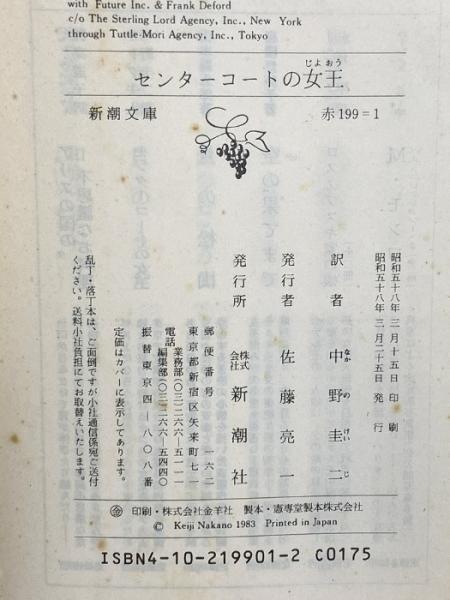 with Future Inc. & Frank Deford
c/o The Sterling Lord Agency, Inc., New York
through Tuttle-Mori Agency, Inc., Tokyo
センターコートの女王
じよおう
新潮文庫
赤199=1
昭和五十八年三月十五日印刷
昭和五十八年三月二十五日発行
訳者 中野圭二
なか の けい じ
発行者 佐藤亮一
発行所 株式会社 新潮社
郵便番号 一六二
東京都新宿区矢来町七一
電話 業務部(〇三)二六六―五一一一
編集部(〇三)二六六―五四四〇
振替東京四―八〇八番
定価はカバーに表示してあります。
乱丁・落丁本は、ご面倒ですが小社通信係宛ご送付
ください。送料小社負担にてお取替えいたします。
印刷・株式会社金羊社 製本・憲専堂製本株式会社
© Keiji Nakano 1983 Printed in Japan
ISBN4-10-219901-2 C0175